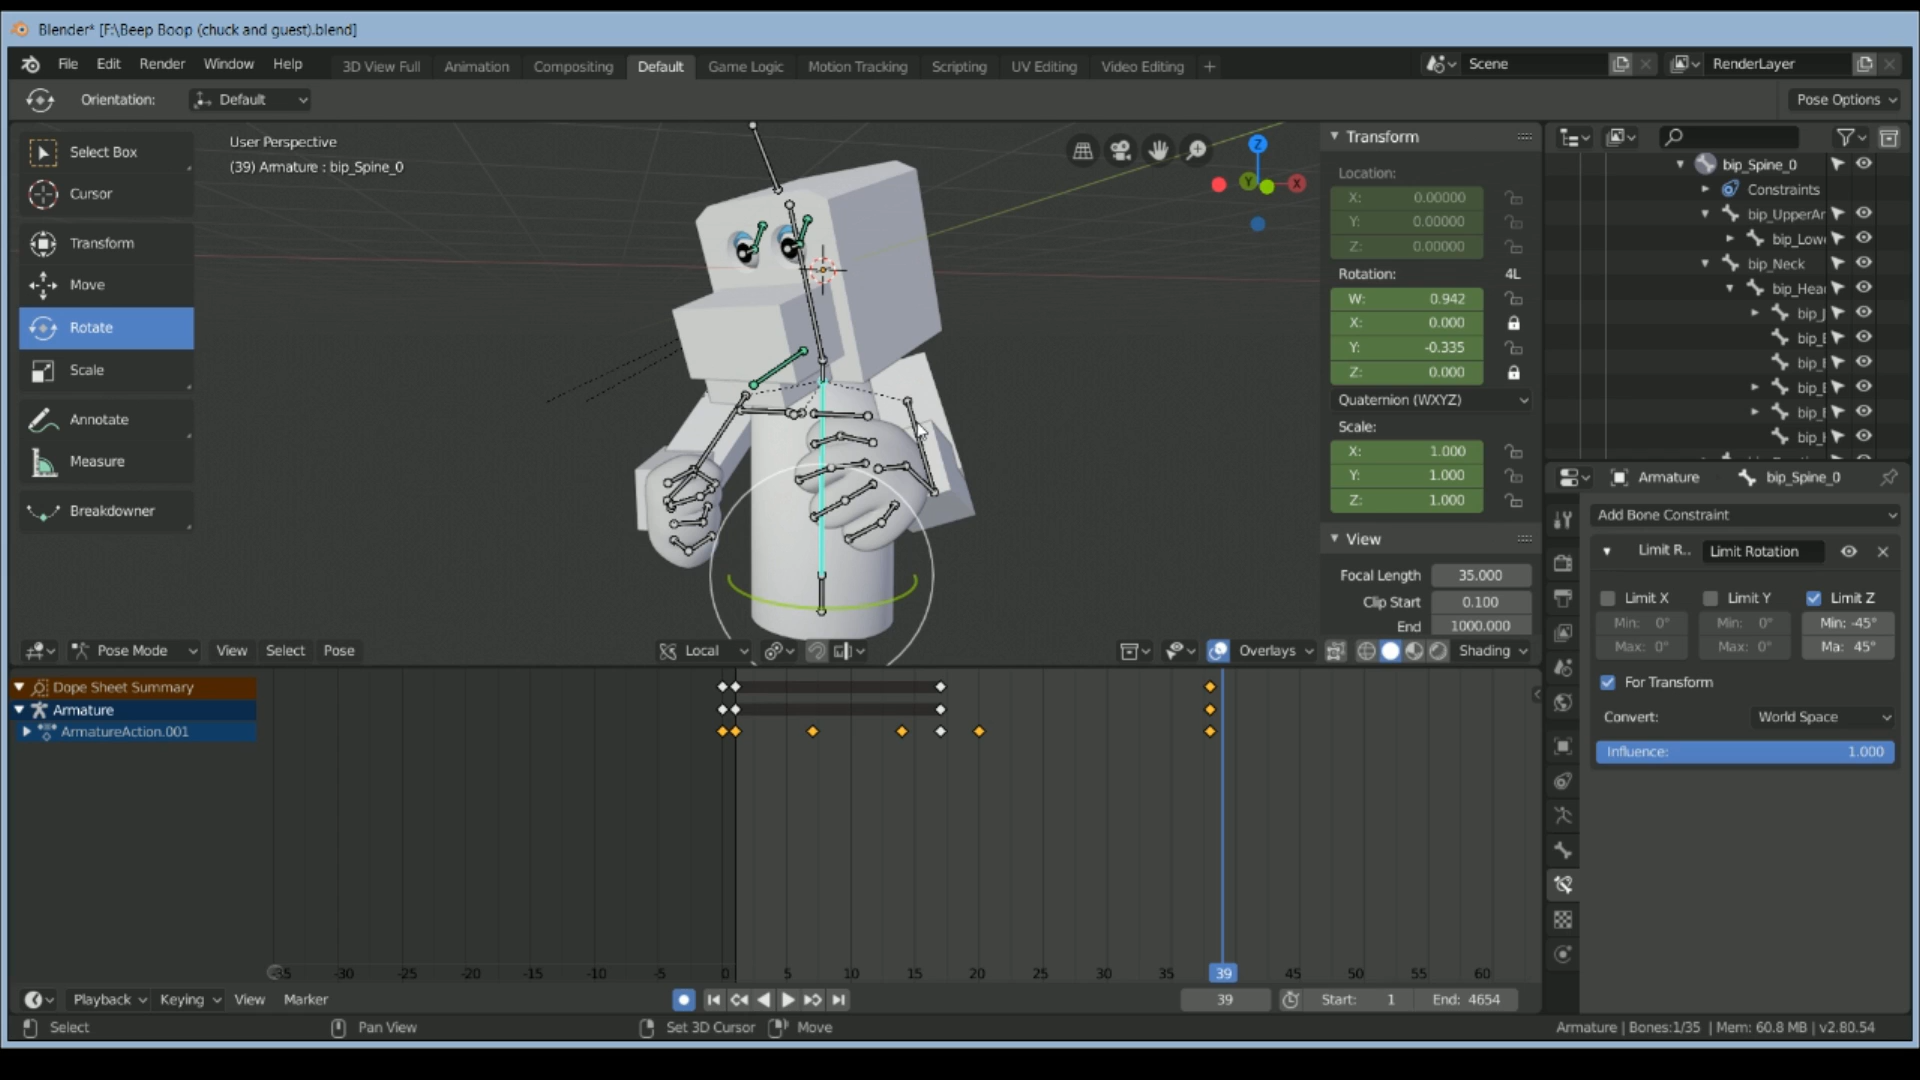 Blender* [F:\Beep Boop (chuck and guest).blend]
File Edit Render Window Help 3D View Full Animation Compositing Default Game Logic Motion Tracking Scripting UV Editing Video Editing + Scene RenderLayer
Orientation: Default Pose Options
Select Box
Cursor
Transform
Move
Rotate
Scale
Annotate
Measure
Breakdowner
User Perspective
(39) Armature : bip_Spine_0
Z
Y
X
Transform
Location:
X: 0.00000
Y: 0.00000
Z: 0.00000
Rotation: 4L
W: 0.942
X: 0.000
Y: -0.335
Z: 0.000
Quaternion (WXYZ)
Scale:
X: 1.000
Y: 1.000
Z: 1.000
View
Focal Length 35.000
Clip Start 0.100
End 1000.000
bip_Spine_0
Constraints
bip_UpperAr
bip_Low
bip_Neck
bip_Hea
Armature bip_Spine_0
Add Bone Constraint
Limit R.. Limit Rotation
Limit X Limit Y Limit Z
Min: 0° Min: 0° Min: -45°
Max: 0° Max: 0° Ma: 45°
For Transform
Convert: World Space
Influence: 1.000
Pose Mode View Select Pose Local Overlays Shading
Dope Sheet Summary
Armature
ArmatureAction.001
-35 -30 -25 -20 -15 -10 -5 0 5 10 15 20 25 30 35 39 45 50 55 60
Playback Keying View Marker 39 Start: 1 End: 4654
Select Pan View Set 3D Cursor Move Armature | Bones:1/35 | Mem: 60.8 MB | v2.80.54